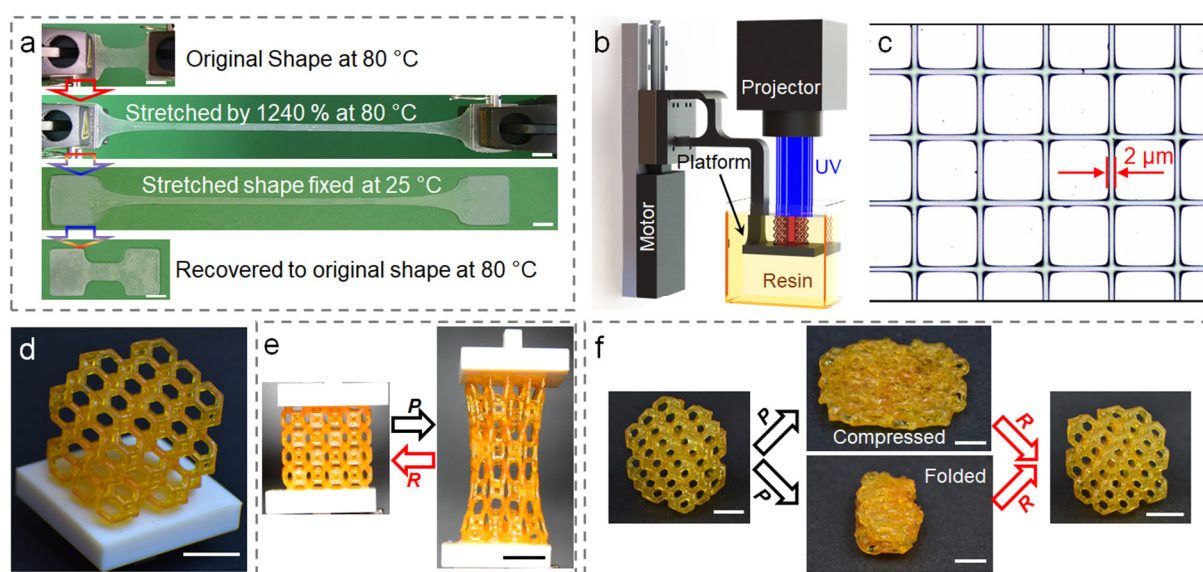 a
Original Shape at 80 °C
Stretched by 1240 % at 80 °C
Stretched shape fixed at 25 °C
Recovered to original shape at 80 °C
b
Projector
Platform
UV
Motor
Resin
c
2 µm
d
e
P
R
f
P
P
Compressed
Folded
R
R